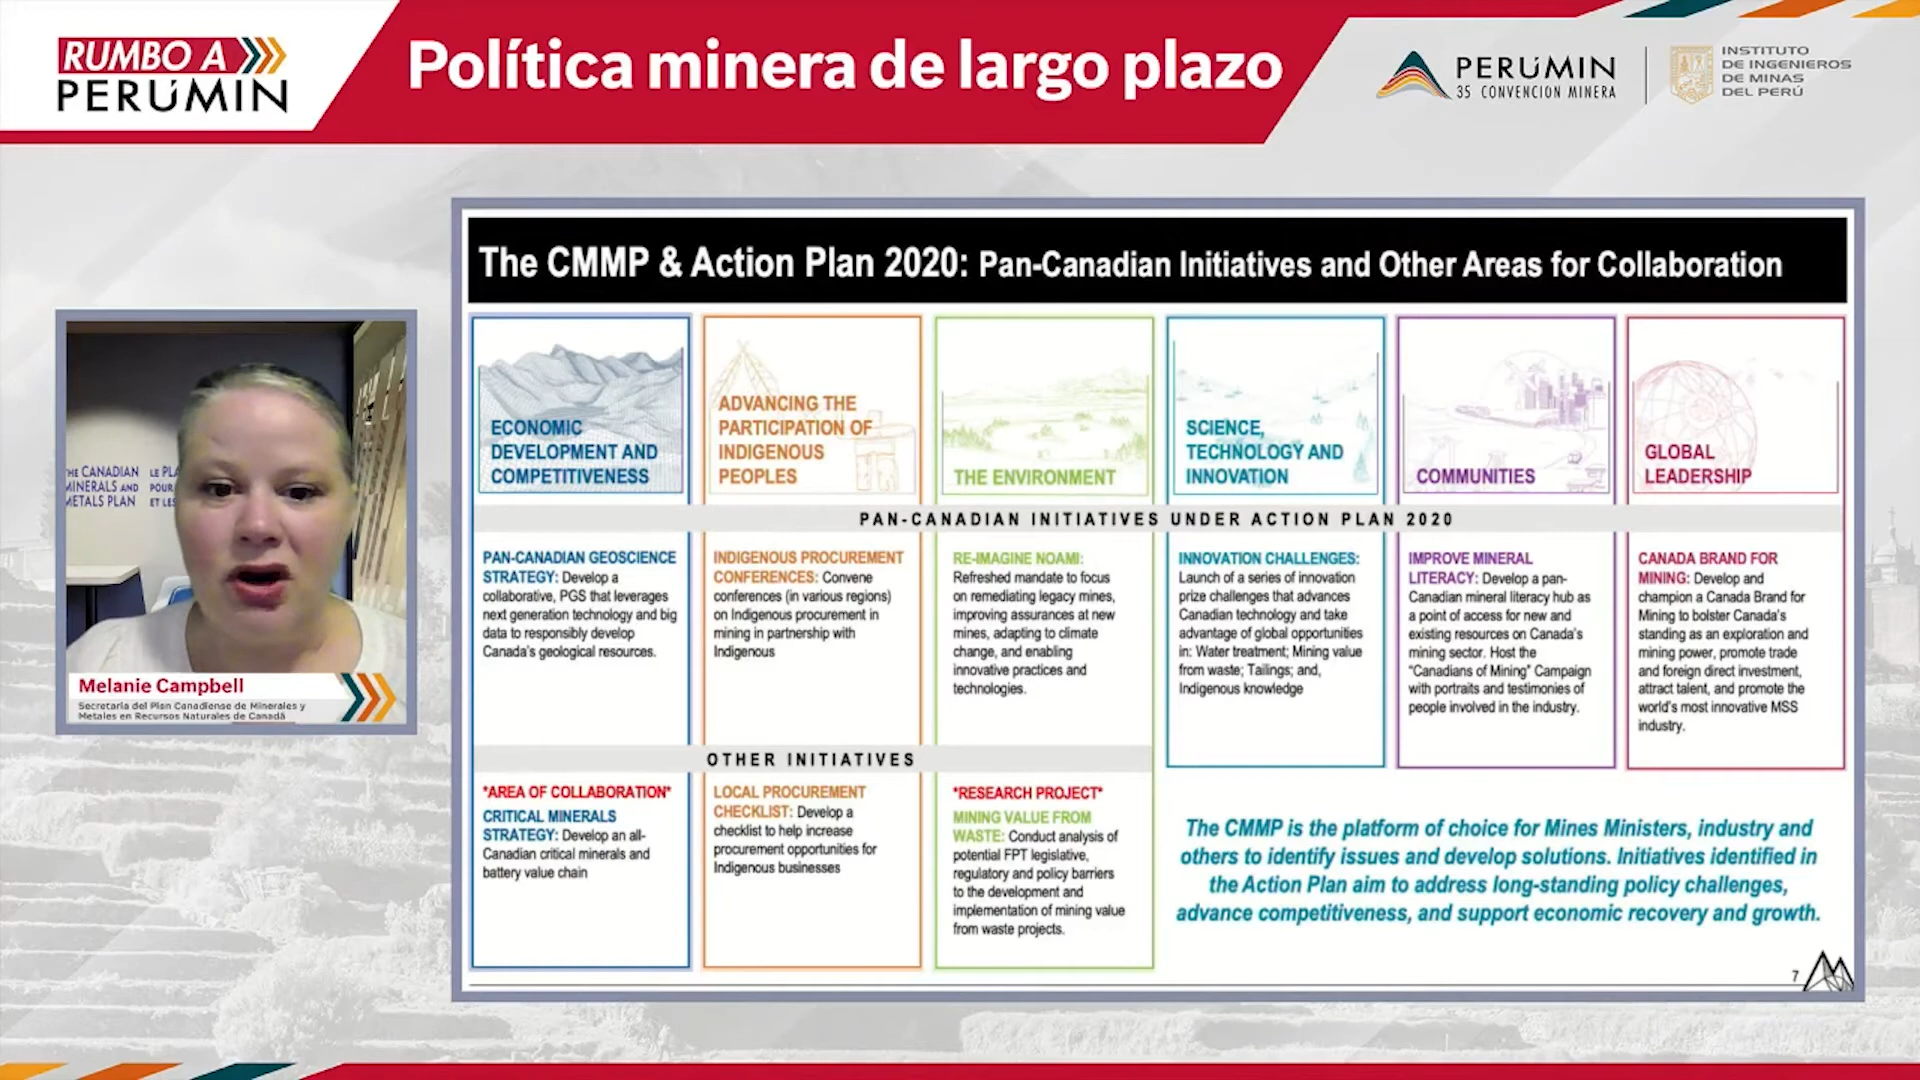 RUMBO A
PERÚMIN
Política minera de largo plazo
PERÚMIN
35 CONVENCIÓN MINERA
INSTITUTO
DE INGENIEROS
DE MINAS
DEL PERÚ
THE CANADIAN
MINERALS AND
METALS PLAN
LE PLA
POUR
ET LES
Melanie Campbell
Secretaria del Plan Canadiense de Minerales y
Metales en Recursos Naturales de Canadá
The CMMP & Action Plan 2020: Pan-Canadian Initiatives and Other Areas for Collaboration
ECONOMIC
DEVELOPMENT AND
COMPETITIVENESS
ADVANCING THE
PARTICIPATION OF
INDIGENOUS
PEOPLES
THE ENVIRONMENT
SCIENCE,
TECHNOLOGY AND
INNOVATION
COMMUNITIES
GLOBAL
LEADERSHIP
PAN-CANADIAN INITIATIVES UNDER ACTION PLAN 2020
PAN-CANADIAN GEOSCIENCE
STRATEGY: Develop a
collaborative, PGS that leverages
next generation technology and big
data to responsibly develop
Canada's geological resources.
INDIGENOUS PROCUREMENT
CONFERENCES: Convene
conferences (in various regions)
on Indigenous procurement in
mining in partnership with
Indigenous
RE-IMAGINE NOAMI:
Refreshed mandate to focus
on remediating legacy mines,
improving assurances at new
mines, adapting to climate
change, and enabling
innovative practices and
technologies.
INNOVATION CHALLENGES:
Launch of a series of innovation
prize challenges that advances
Canadian technology and take
advantage of global opportunities
in: Water treatment; Mining value
from waste; Tailings; and,
Indigenous knowledge
IMPROVE MINERAL
LITERACY: Develop a pan-
Canadian mineral literacy hub as
a point of access for new and
existing resources on Canada's
mining sector. Host the
"Canadians of Mining" Campaign
with portraits and testimonies of
people involved in the industry.
CANADA BRAND FOR
MINING: Develop and
champion a Canada Brand for
Mining to bolster Canada's
standing as an exploration and
mining power, promote trade
and foreign direct investment,
attract talent, and promote the
world's most innovative MSS
industry.
OTHER INITIATIVES
*AREA OF COLLABORATION*
CRITICAL MINERALS
STRATEGY: Develop an all-
Canadian critical minerals and
battery value chain
LOCAL PROCUREMENT
CHECKLIST: Develop a
checklist to help increase
procurement opportunities for
Indigenous businesses
*RESEARCH PROJECT*
MINING VALUE FROM
WASTE: Conduct analysis of
potential FPT legislative,
regulatory and policy barriers
to the development and
implementation of mining value
from waste projects.
The CMMP is the platform of choice for Mines Ministers, industry and
others to identify issues and develop solutions. Initiatives identified in
the Action Plan aim to address long-standing policy challenges,
advance competitiveness, and support economic recovery and growth.
7